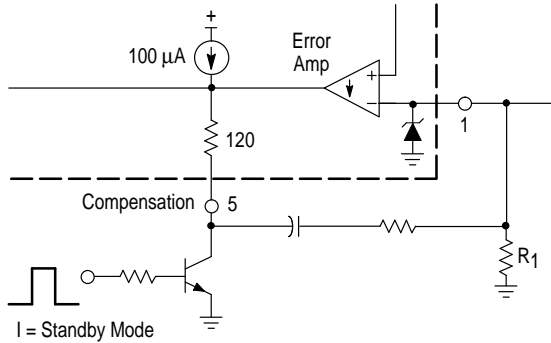 +
100 µA
Error
Amp
+
−
1
120
Compensation
5
R1
I = Standby Mode